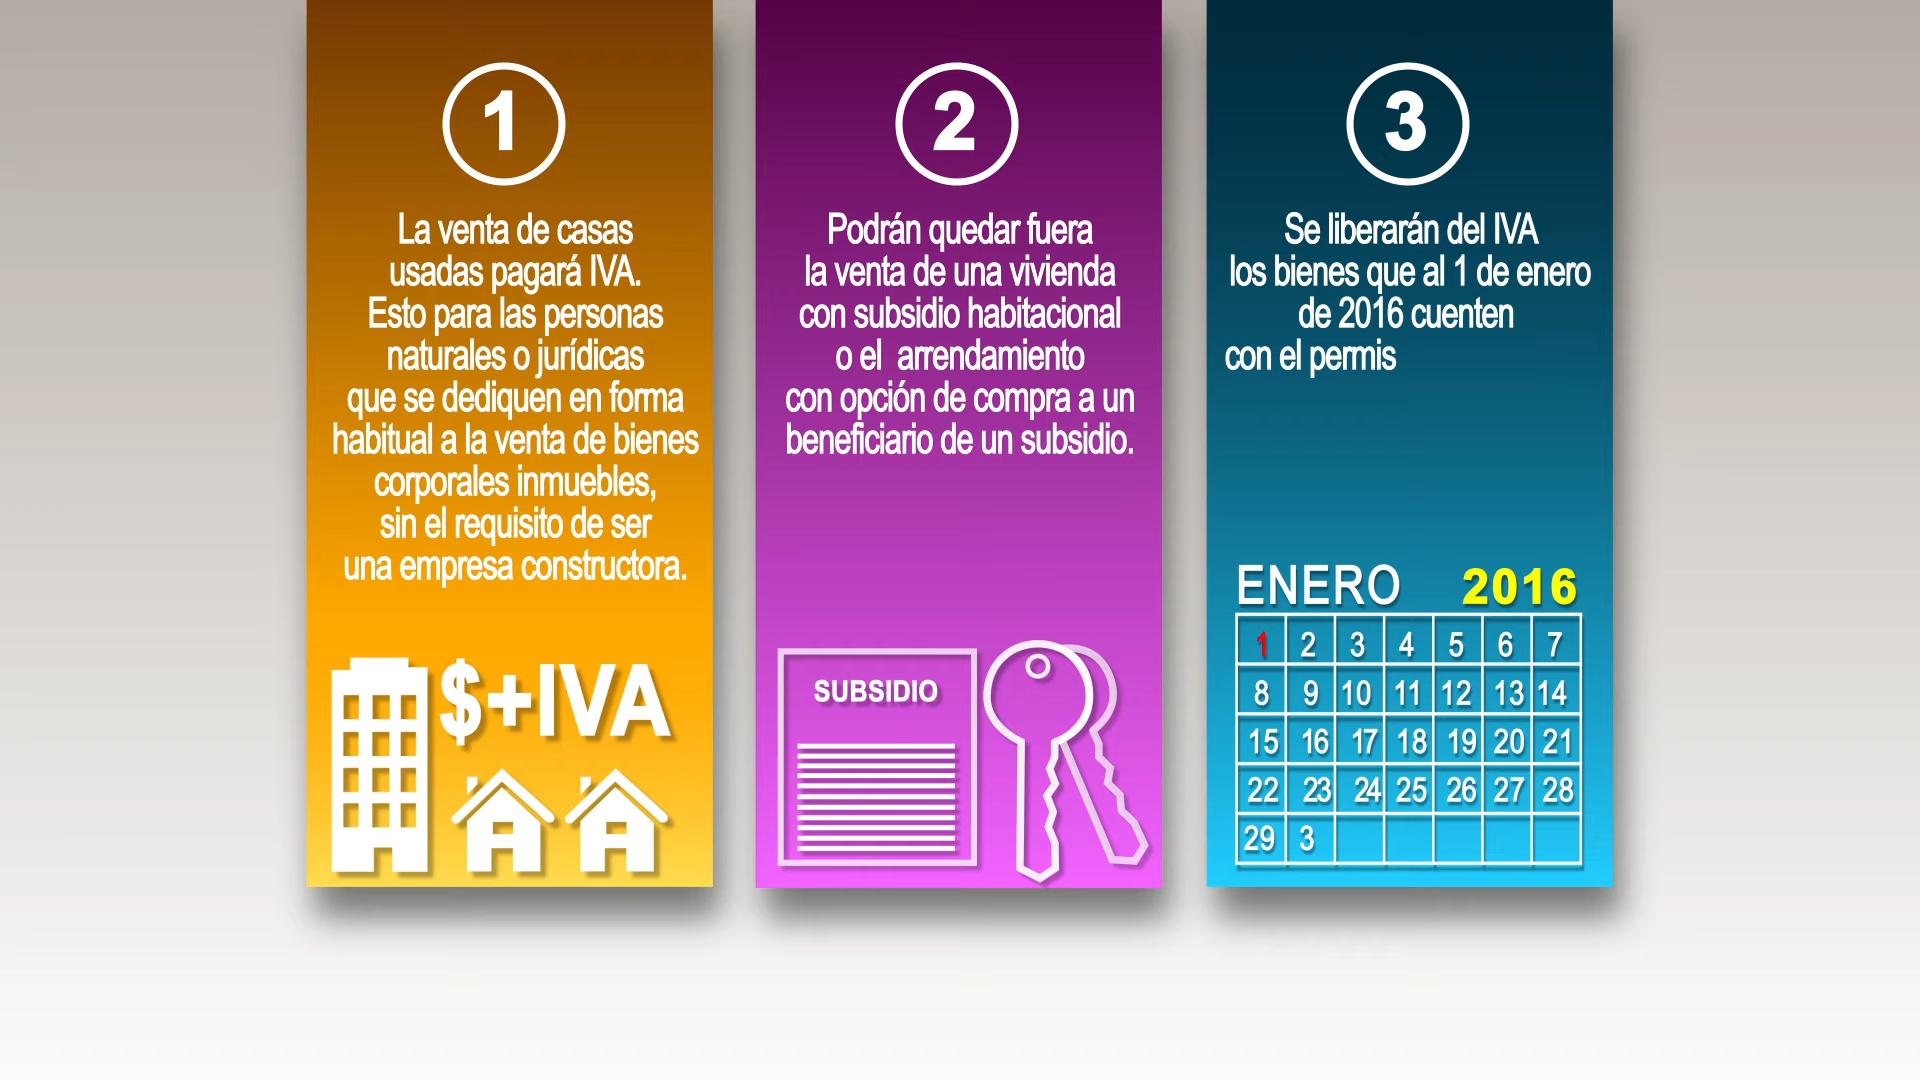 1
La venta de casas
usadas pagará IVA.
Esto para las personas
naturales o jurídicas
que se dediquen en forma
habitual a la venta de bienes
corporales inmuebles,
sin el requisito de ser
una empresa constructora.
$+IVA
2
Podrán quedar fuera
la venta de una vivienda
con subsidio habitacional
o el arrendamiento
con opción de compra a un
beneficiario de un subsidio.
SUBSIDIO
3
Se liberarán del IVA
los bienes que al 1 de enero
de 2016 cuenten
con el permis
ENERO 2016
1 2 3 4 5 6 7
8 9 10 11 12 13 14
15 16 17 18 19 20 21
22 23 24 25 26 27 28
29 3